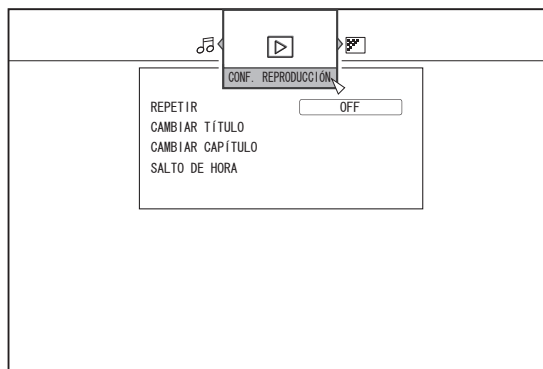 CONF. REPRODUCCIÓN
REPETIR OFF
CAMBIAR TÍTULO
CAMBIAR CAPÍTULO
SALTO DE HORA